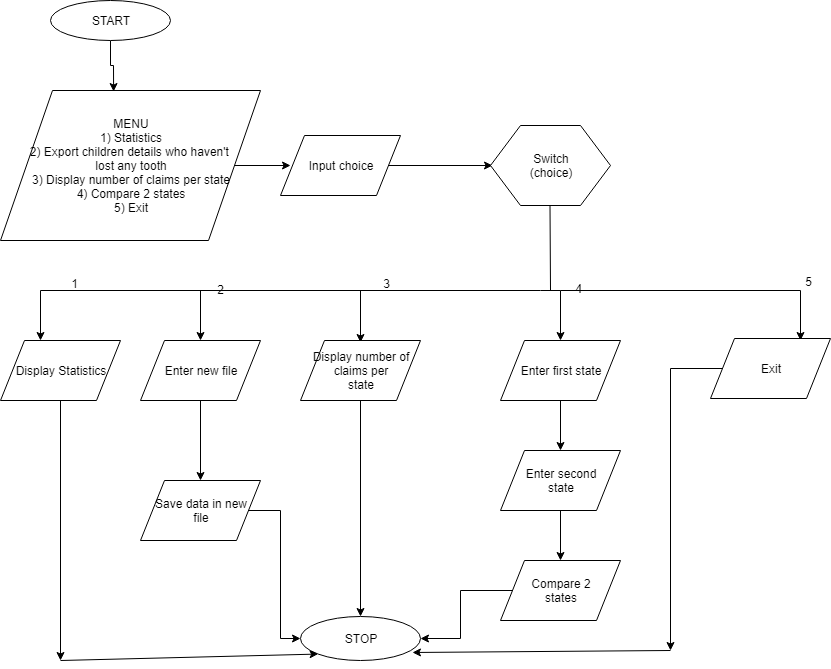 START
MENU
1) Statistics
2) Export children details who haven't
lost any tooth
3) Display number of claims per state
4) Compare 2 states
5) Exit
Input choice
Switch
(choice)
1
2
3
4
5
Display Statistics
Enter new file
Display number of
claims per
state
Enter first state
Exit
Enter second
state
Save data in new
file
Compare 2
states
STOP